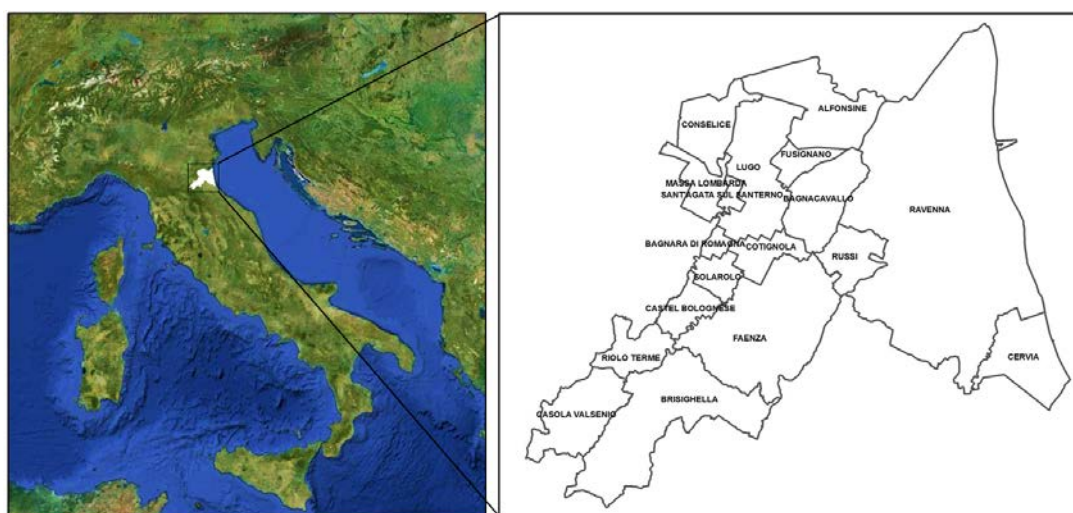 ALFONSINE
CONSELICE
FUSIGNANO
LUGO
MASSA LOMBARDA
SANT'AGATA SUL SANTERNO
BAGNACAVALLO
RAVENNA
BAGNARA DI ROMAGNA
COTIGNOLA
RUSSI
SOLAROLO
CASTEL BOLOGNESE
FAENZA
RIOLO TERME
CERVIA
BRISIGHELLA
CASOLA VALSENIO